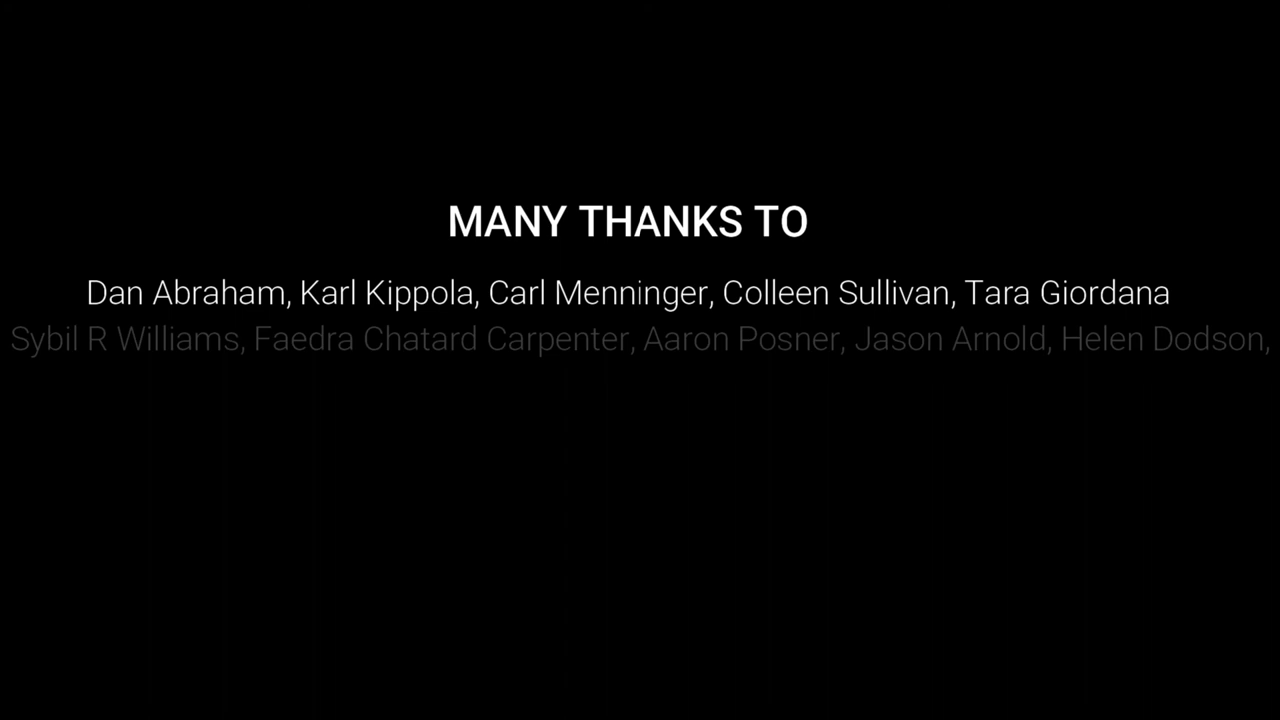 MANY THANKS TO
Dan Abraham, Karl Kippola, Carl Menninger, Colleen Sullivan, Tara Giordana
Sybil R Williams, Faedra Chatard Carpenter, Aaron Posner, Jason Arnold, Helen Dodson,